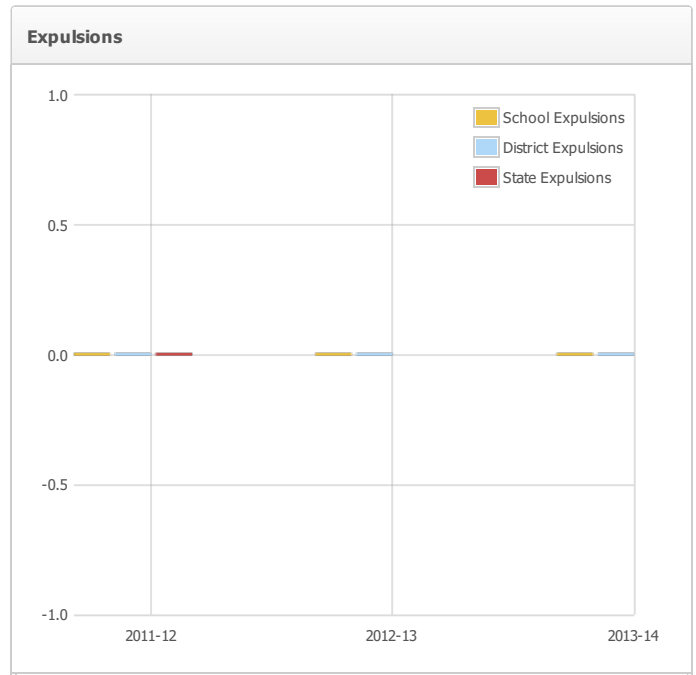 Expulsions
1.0
School Expulsions
District Expulsions
State Expulsions
0.5
0.0
-0.5
-1.0
2011-12 2012-13 2013-14